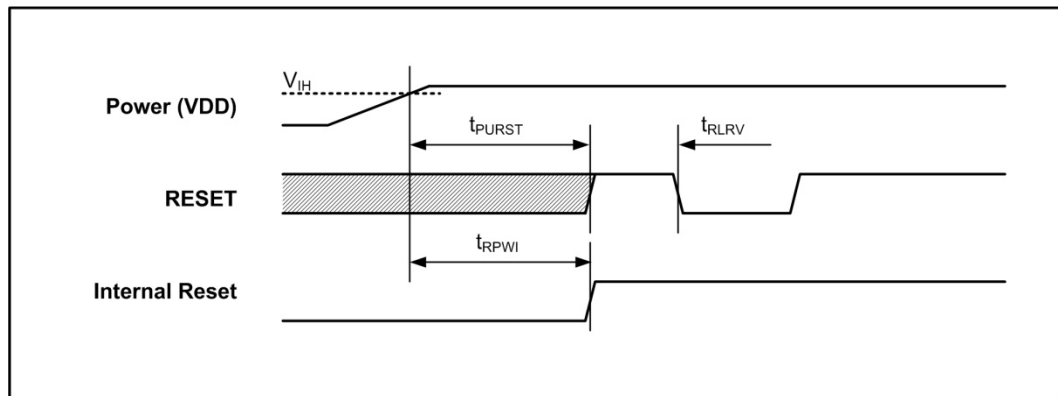 VIH
Power (VDD)
tPURST
tRLRV
RESET
tRPWI
Internal Reset